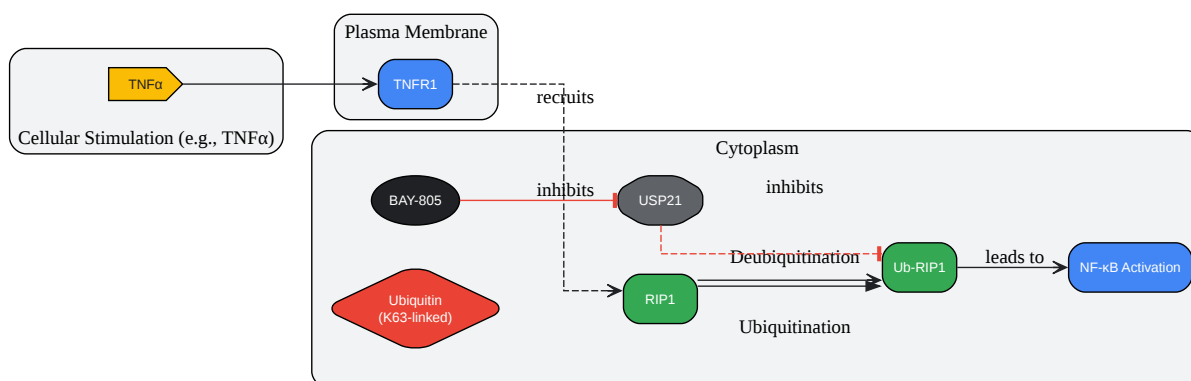 Plasma Membrane
TNFα
TNFR1
recruits
Cellular Stimulation (e.g., TNFα)
Cytoplasm
BAY-805
inhibits
USP21
inhibits
Deubiquitination
Ub-RIP1
leads to
NF-κB Activation
Ubiquitin
(K63-linked)
RIP1
Ubiquitination